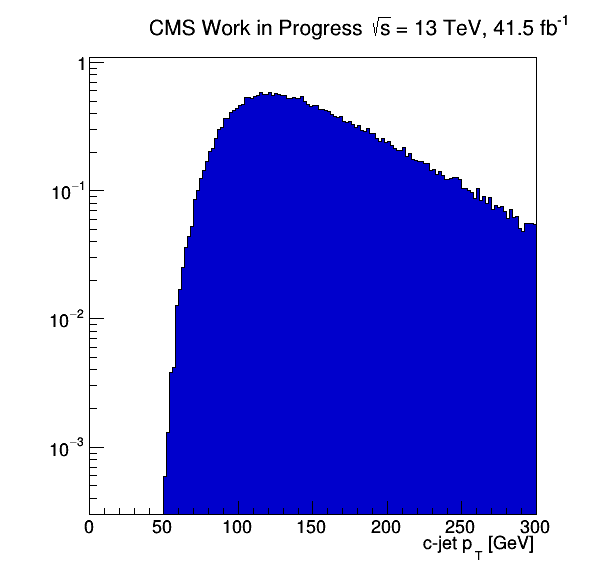 CMS Work in Progress √s = 13 TeV, 41.5 fb⁻¹
1
10⁻¹
10⁻²
10⁻³
0 50 100 150 200 250 300
c-jet p_T [GeV]